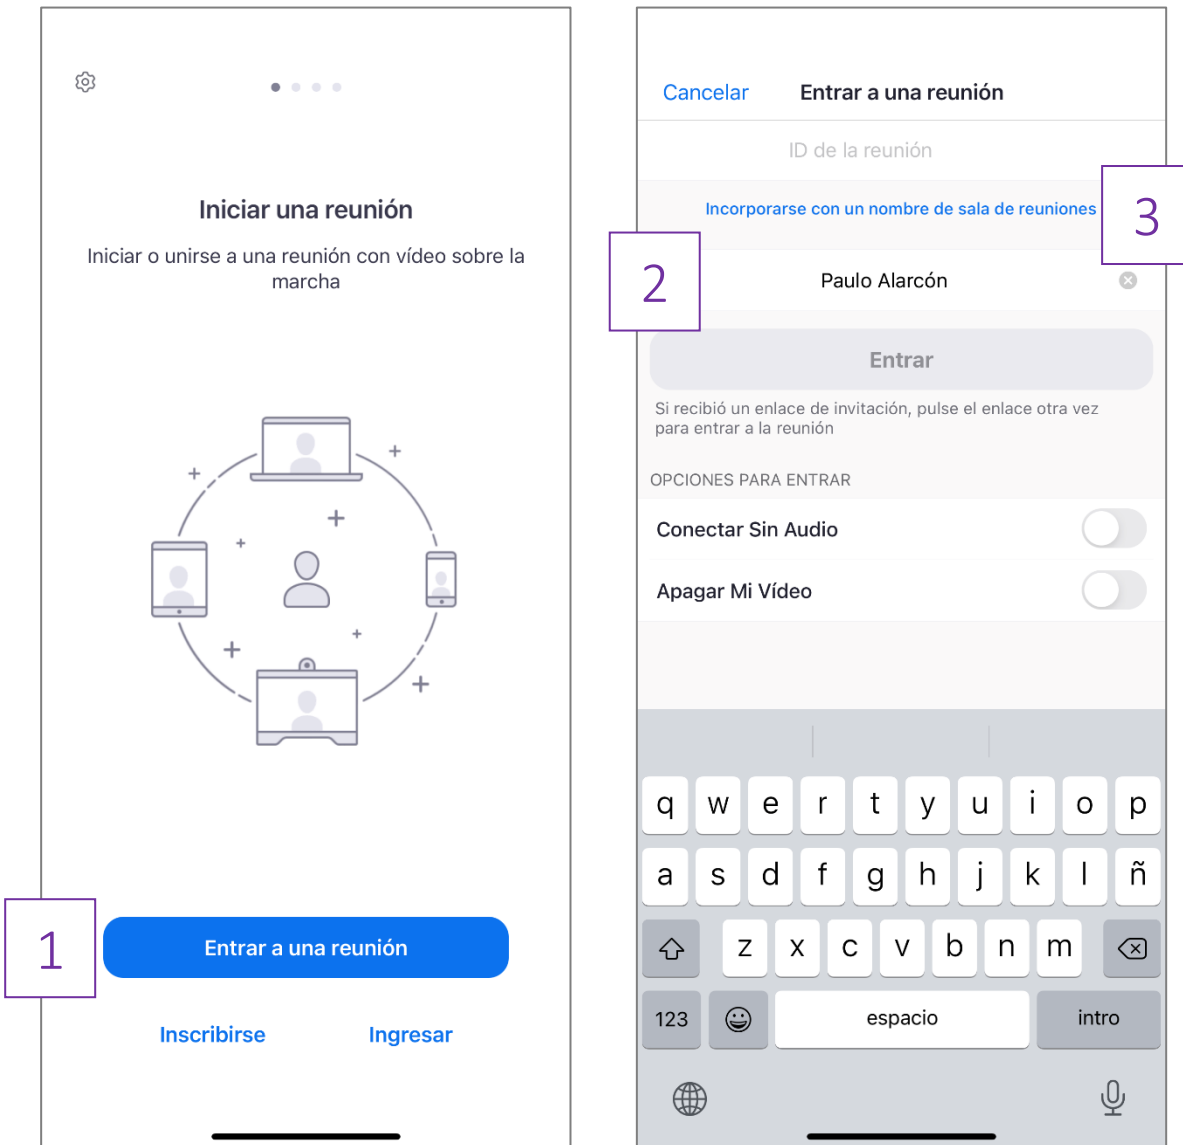 Iniciar una reunión
Iniciar o unirse a una reunión con vídeo sobre la
marcha
1
Entrar a una reunión
Inscribirse
Ingresar
Cancelar
Entrar a una reunión
ID de la reunión
Incorporarse con un nombre de sala de reuniones
3
2
Paulo Alarcón
Entrar
Si recibió un enlace de invitación, pulse el enlace otra vez
para entrar a la reunión
OPCIONES PARA ENTRAR
Conectar Sin Audio
Apagar Mi Vídeo
q w e r t y u i o p
a s d f g h j k l ñ
z x c v b n m
123
espacio
intro